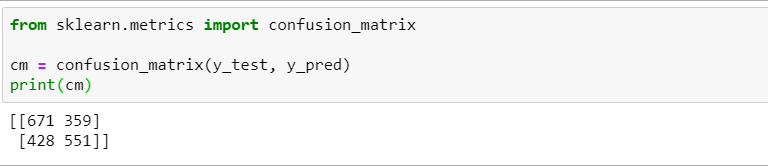 from sklearn.metrics import confusion_matrix
cm = confusion_matrix(y_test, y_pred)
print(cm)
[[671 359]
 [428 551]]